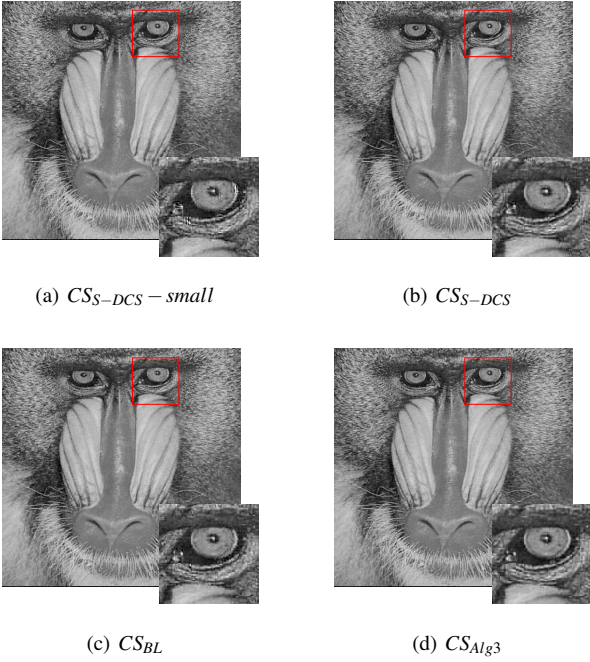 (a) CS_{S−DCS} − small
(b) CS_{S−DCS}
(c) CS_{BL}
(d) CS_{Alg3}